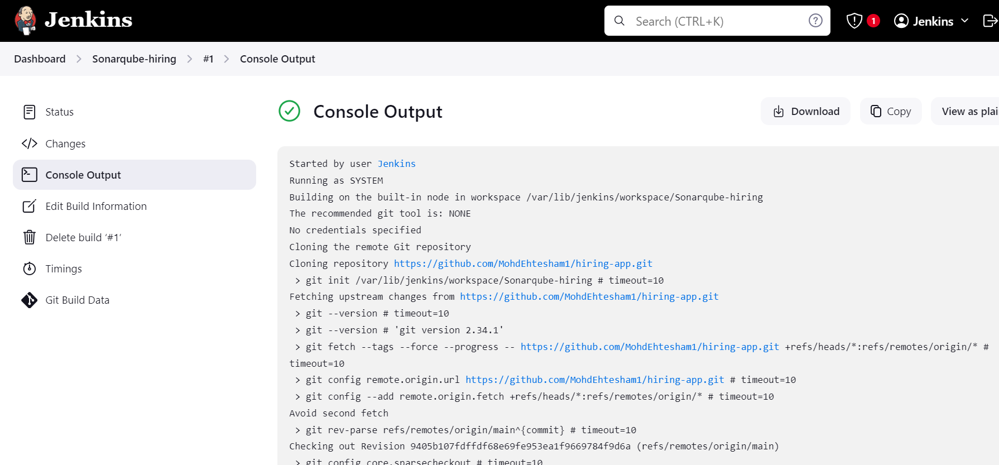 Jenkins
Search (CTRL+K)
1
Jenkins
Dashboard > Sonarqube-hiring > #1 > Console Output
Status
Changes
Console Output
Edit Build Information
Delete build ‘#1’
Timings
Git Build Data
Console Output
Download
Copy
View as plai
Started by user Jenkins
Running as SYSTEM
Building on the built-in node in workspace /var/lib/jenkins/workspace/Sonarqube-hiring
The recommended git tool is: NONE
No credentials specified
Cloning the remote Git repository
Cloning repository https://github.com/MohdEhtesham1/hiring-app.git
 > git init /var/lib/jenkins/workspace/Sonarqube-hiring # timeout=10
Fetching upstream changes from https://github.com/MohdEhtesham1/hiring-app.git
 > git --version # timeout=10
 > git --version # 'git version 2.34.1'
 > git fetch --tags --force --progress -- https://github.com/MohdEhtesham1/hiring-app.git +refs/heads/*:refs/remotes/origin/* #
timeout=10
 > git config remote.origin.url https://github.com/MohdEhtesham1/hiring-app.git # timeout=10
 > git config --add remote.origin.fetch +refs/heads/*:refs/remotes/origin/* # timeout=10
Avoid second fetch
 > git rev-parse refs/remotes/origin/main^{commit} # timeout=10
Checking out Revision 9405b107fdffdf68e69fe953ea1f9669784f9d6a (refs/remotes/origin/main)
 > git config core.sparsecheckout # timeout=10